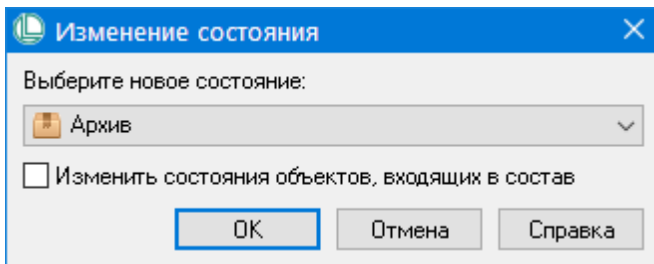 Изменение состояния
Выберите новое состояние:
Архив
Изменить состояния объектов, входящих в состав
OK Отмена Справка